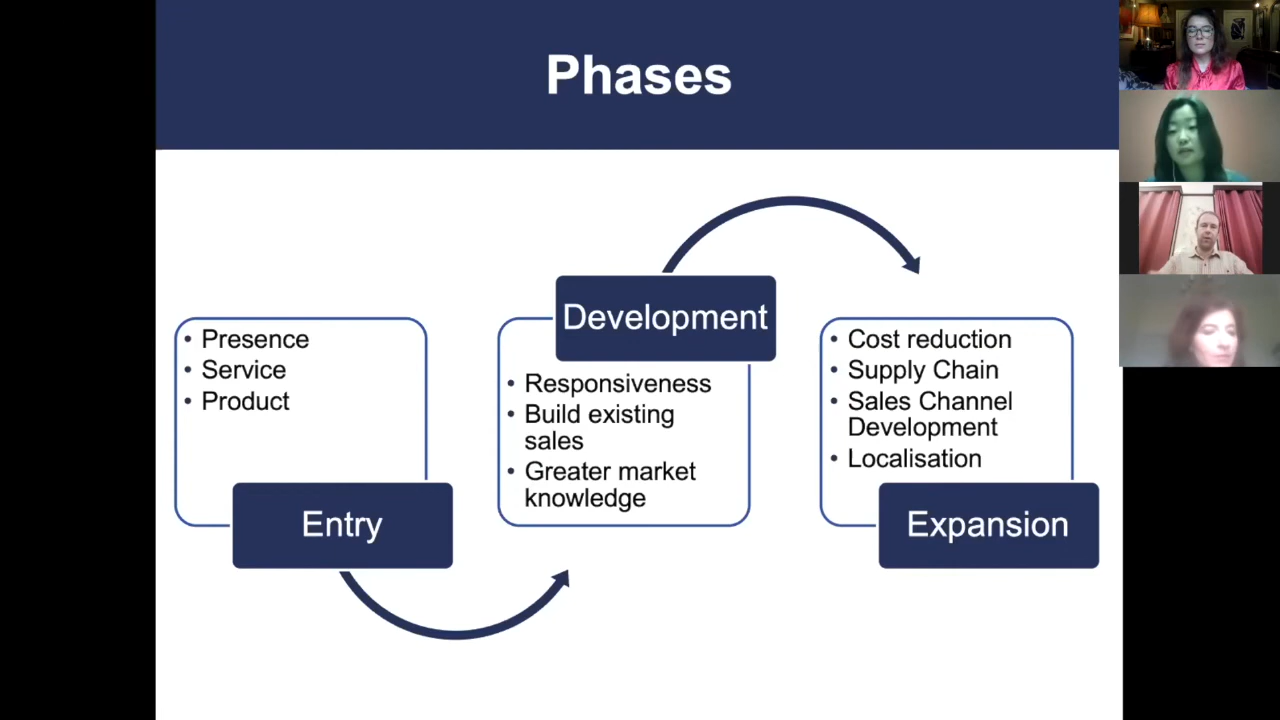 Phases
• Presence
• Service
• Product
Entry
Development
• Responsiveness
• Build existing
sales
• Greater market
knowledge
• Cost reduction
• Supply Chain
• Sales Channel
Development
• Localisation
Expansion